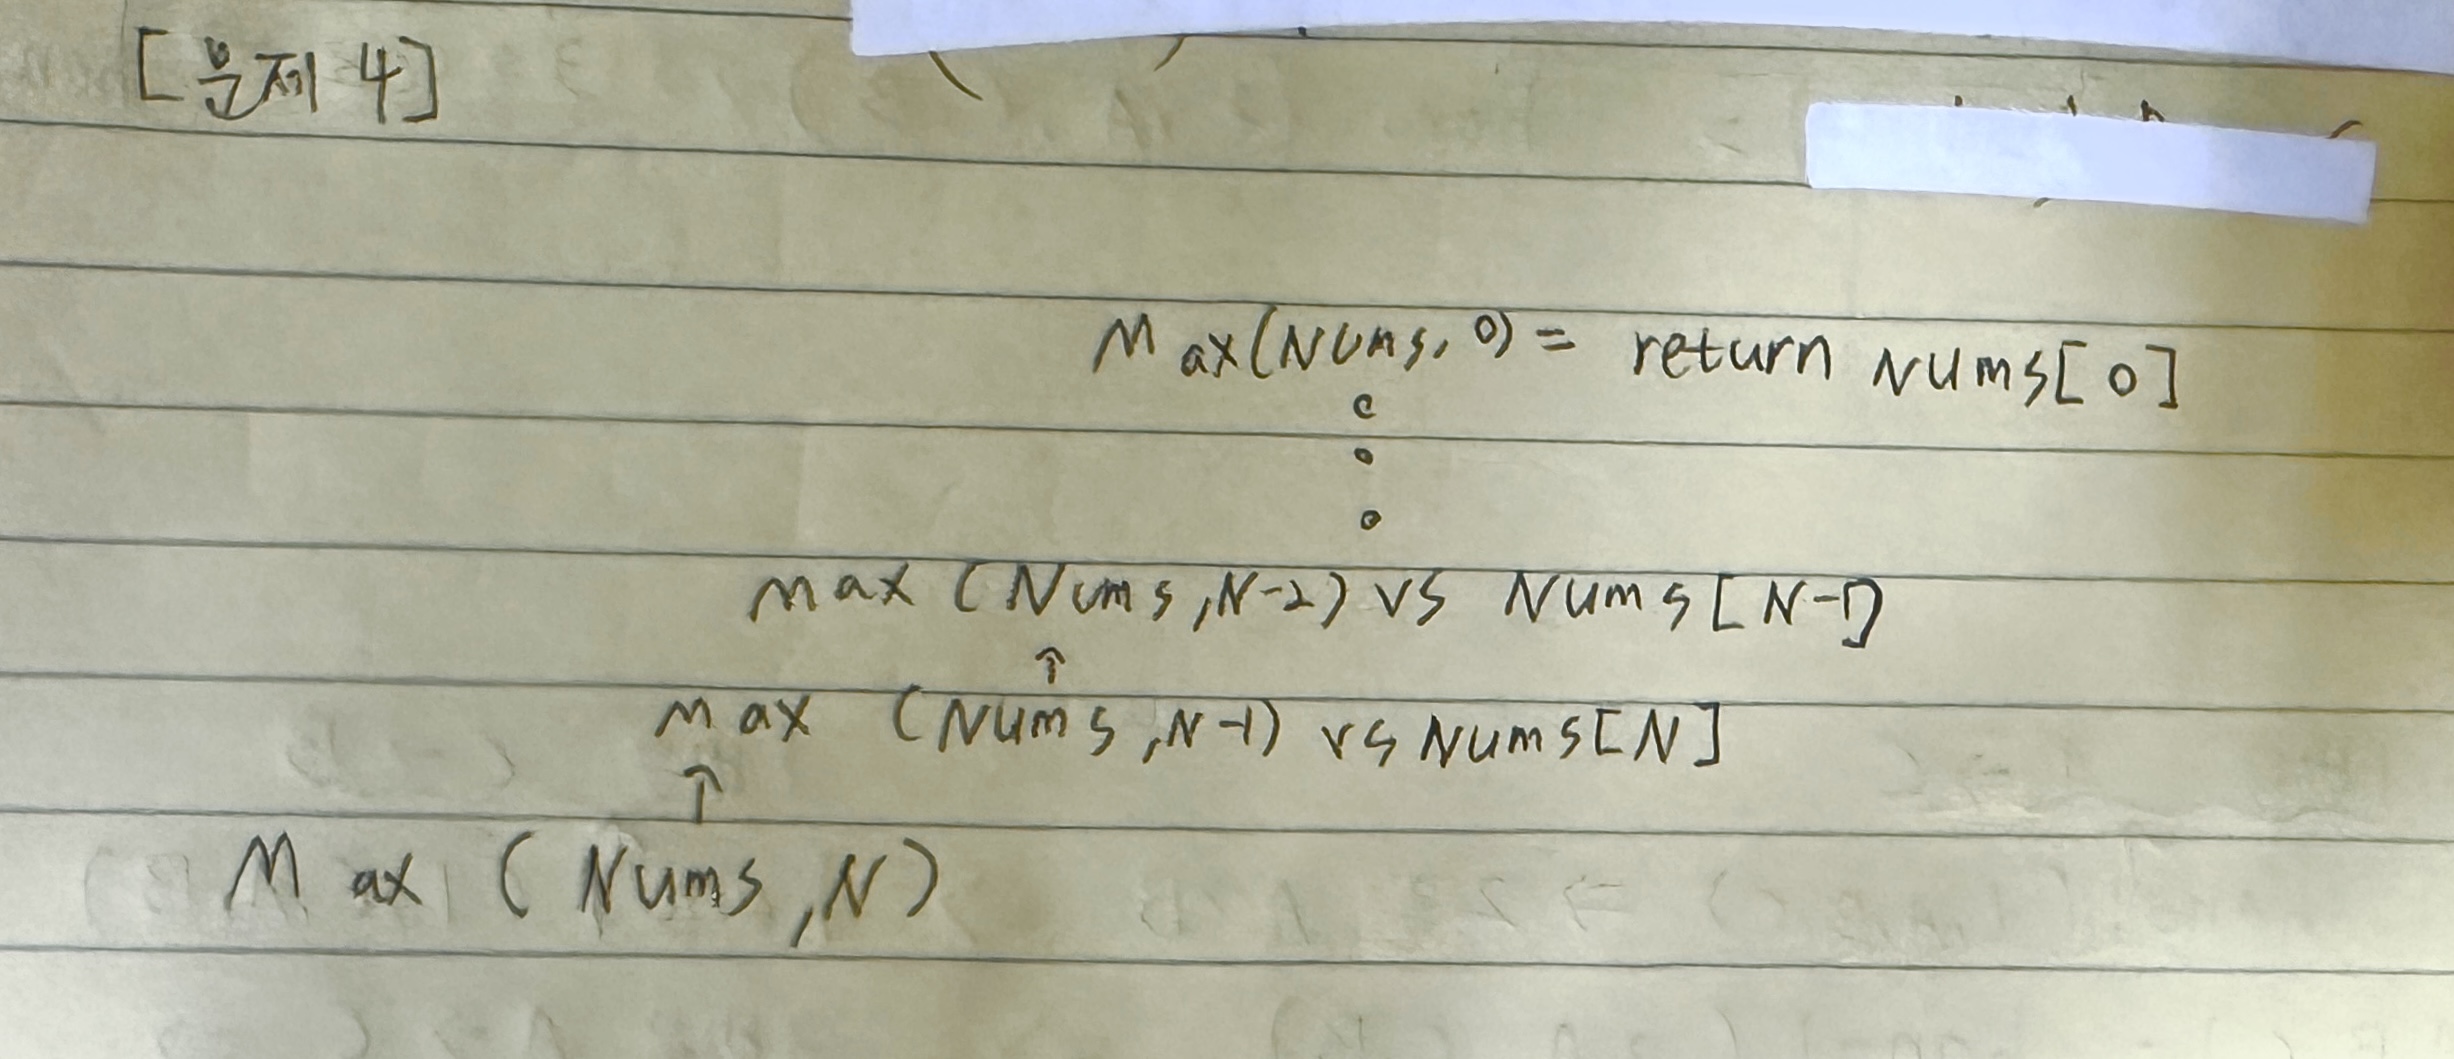 [문제 4]
Max(Nums, 0) = return Nums[0]
max (Nums, N-2) vs Nums[N-1]
↑
max (Nums, N-1) vs Nums[N]
↑
Max (Nums, N)